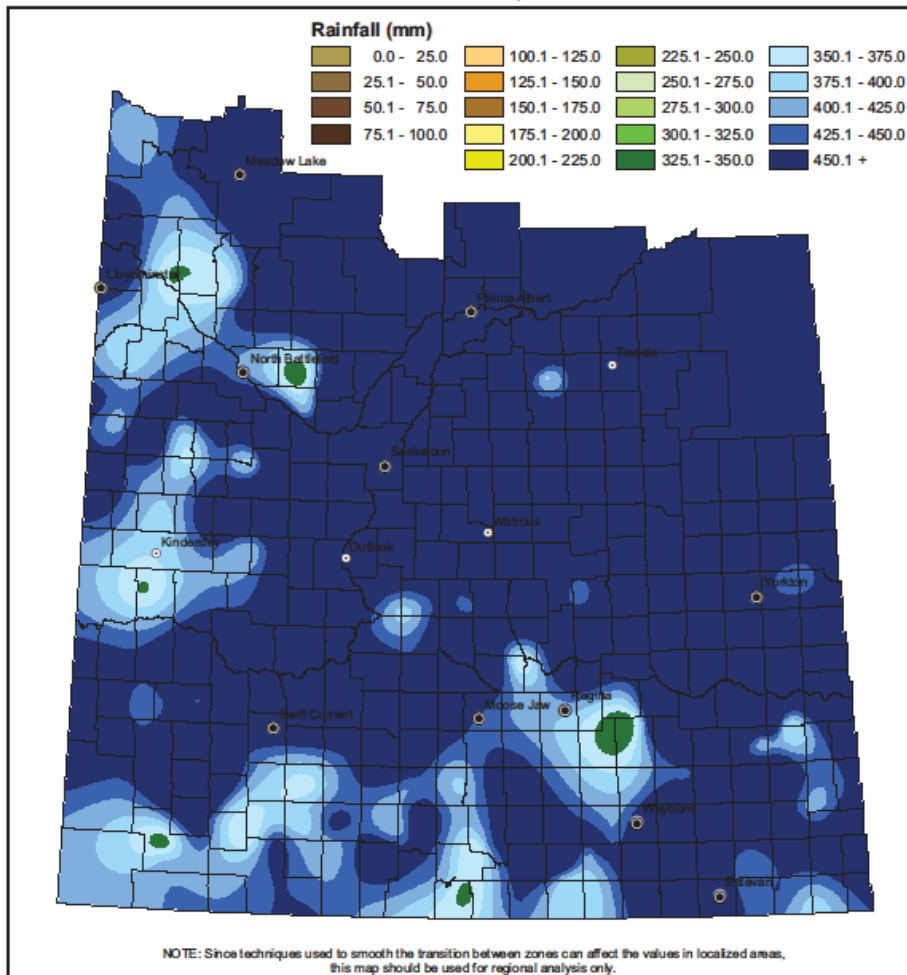 Rainfall (mm)
0.0 - 25.0
25.1 - 50.0
50.1 - 75.0
75.1 - 100.0
100.1 - 125.0
125.1 - 150.0
150.1 - 175.0
175.1 - 200.0
200.1 - 225.0
225.1 - 250.0
250.1 - 275.0
275.1 - 300.0
300.1 - 325.0
325.1 - 350.0
350.1 - 375.0
375.1 - 400.0
400.1 - 425.0
425.1 - 450.0
450.1 +
Meadow Lake
Lloydminster
Prince Albert
North Battleford
Tisdale
Saskatoon
Watrous
Kindersley
Outlook
Yorkton
Regina
Moose Jaw
Swift Current
Weyburn
Estevan
NOTE: Since techniques used to smooth the transition between zones can affect the values in localized areas,
this map should be used for regional analysis only.